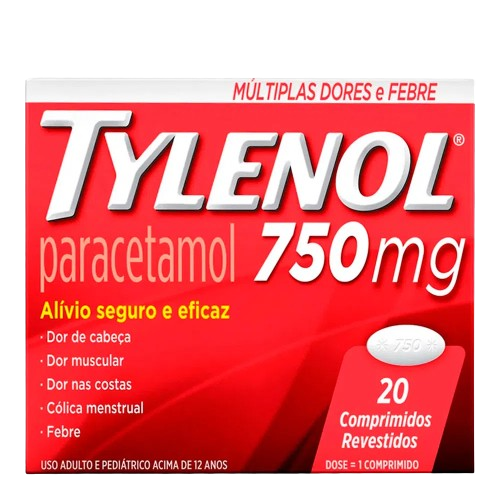 MÚLTIPLAS DORES e FEBRE
TYLENOL®
paracetamol 750mg
Alívio seguro e eficaz
• Dor de cabeça
• Dor muscular
• Dor nas costas
• Cólica menstrual
• Febre
750
20
Comprimidos
Revestidos
USO ADULTO E PEDIÁTRICO ACIMA DE 12 ANOS
DOSE = 1 COMPRIMIDO